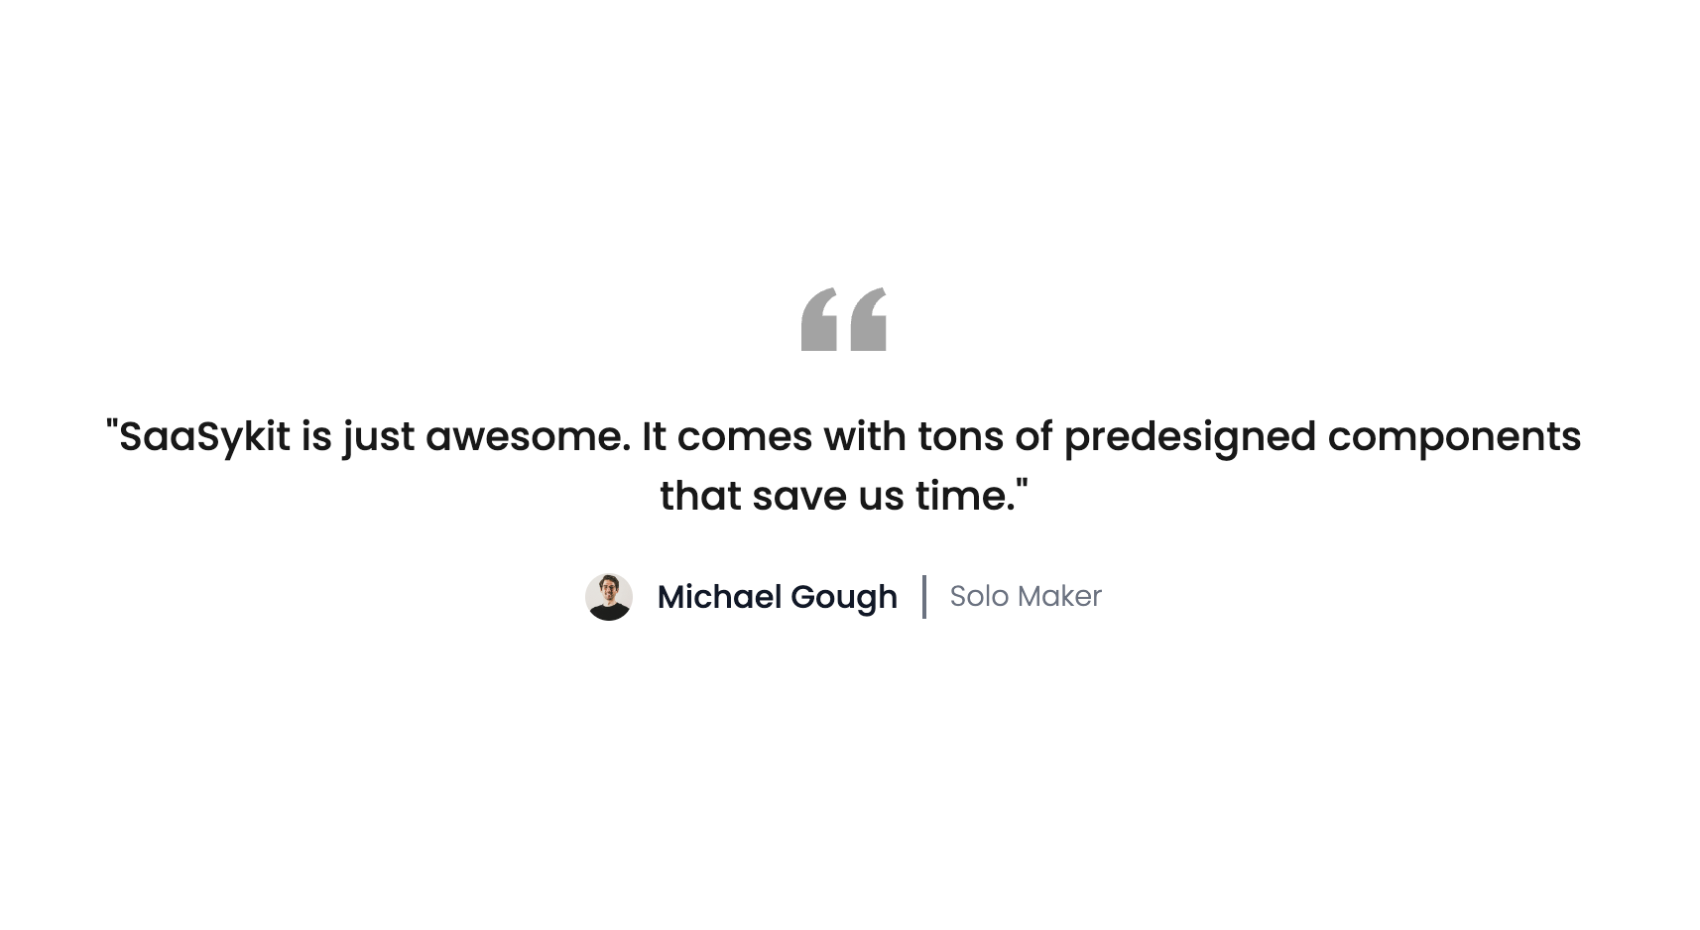 "SaaSykit is just awesome. It comes with tons of predesigned components
that save us time."
Michael Gough | Solo Maker